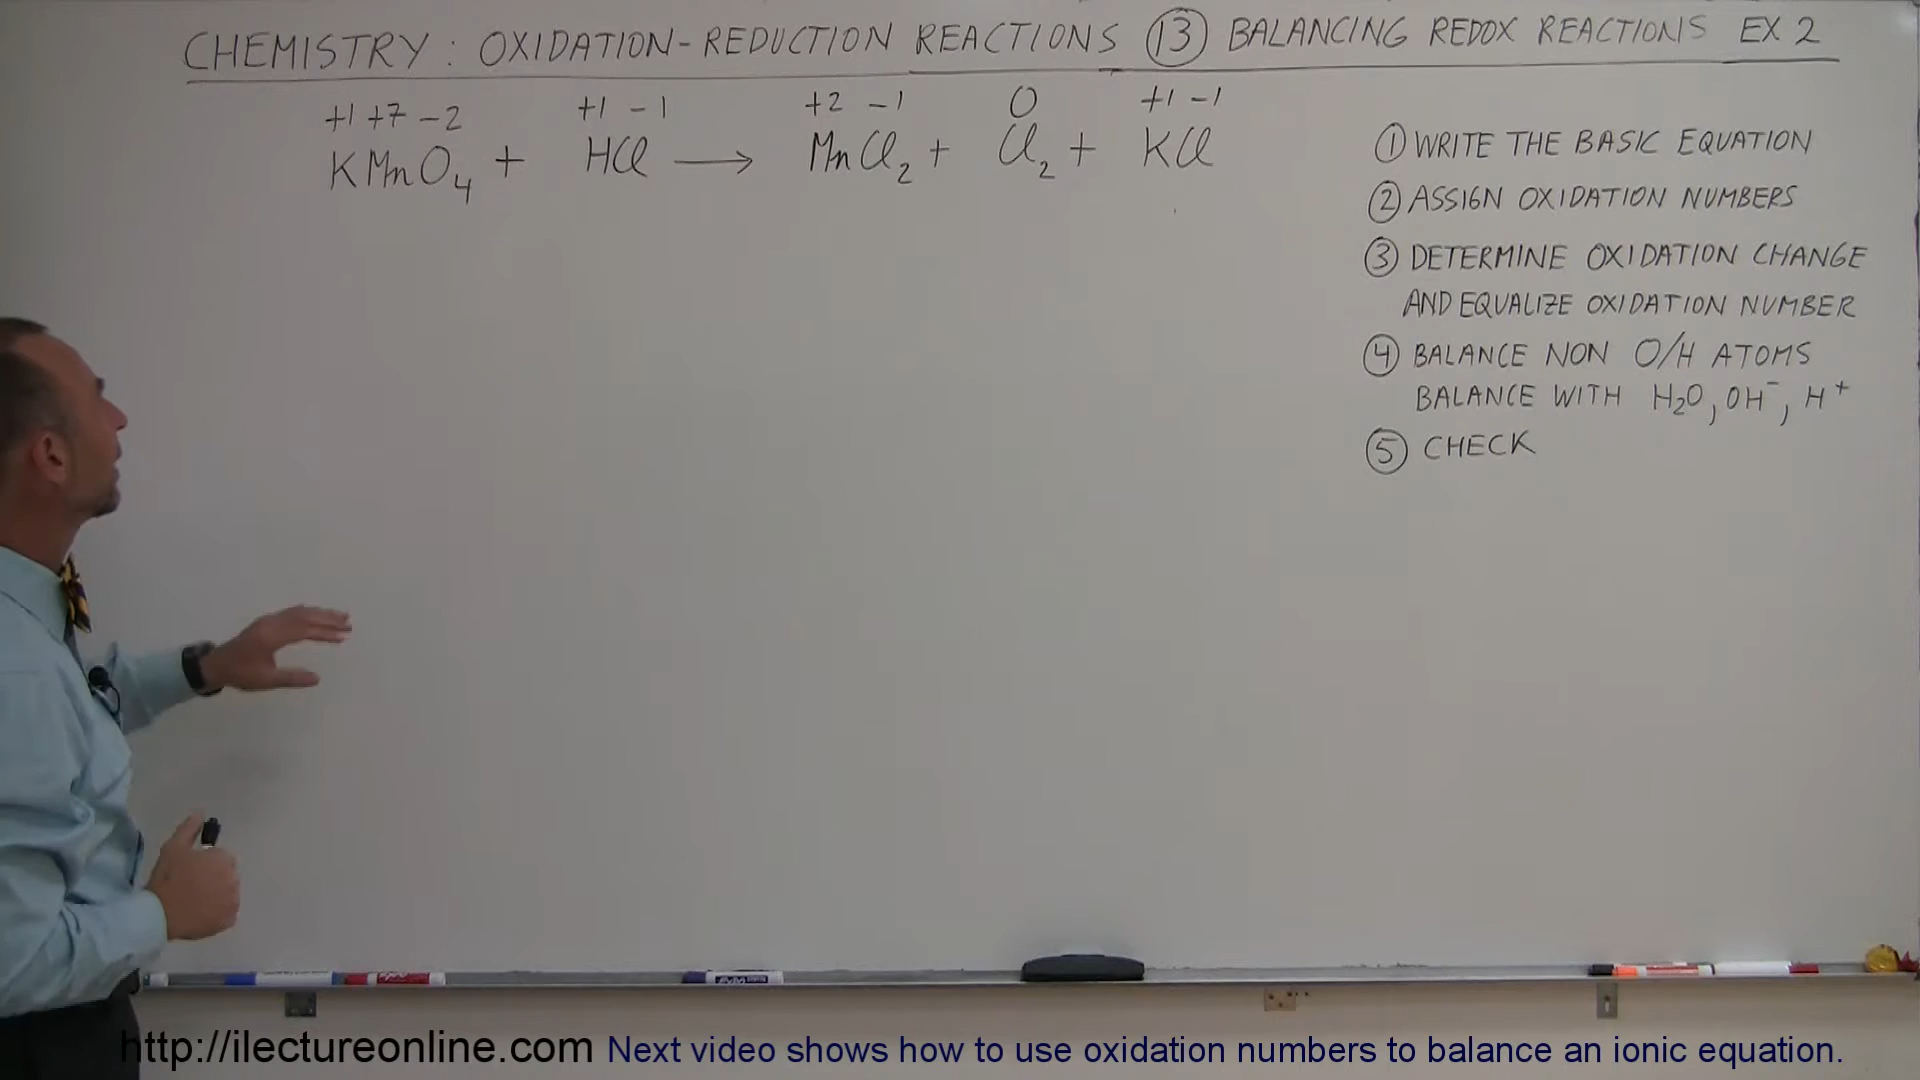 CHEMISTRY: OXIDATION-REDUCTION REACTIONS ⑬ BALANCING REDOX REACTIONS EX 2
+1 +7 -2 +1 -1 +2 -1 0 +1 -1
KMnO₄ + HCl → MnCl₂ + Cl₂ + KCl
① WRITE THE BASIC EQUATION
② ASSIGN OXIDATION NUMBERS
③ DETERMINE OXIDATION CHANGE
AND EQUALIZE OXIDATION NUMBER
④ BALANCE NON O/H ATOMS
BALANCE WITH H₂O, OH⁻, H⁺
⑤ CHECK
http://ilectureonline.com Next video shows how to use oxidation numbers to balance an ionic equation.